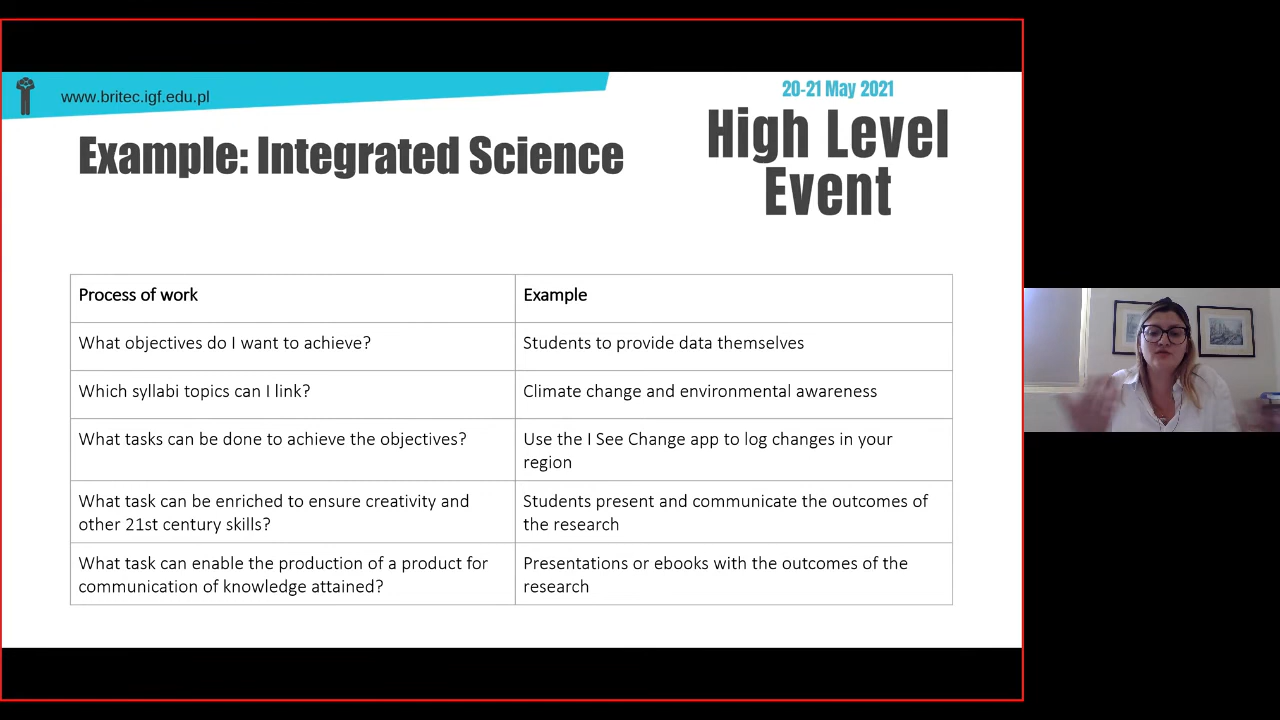 www.britec.igf.edu.pl
20-21 May 2021
High Level
Event
Example: Integrated Science
Process of work
Example
What objectives do I want to achieve?
Students to provide data themselves
Which syllabi topics can I link?
Climate change and environmental awareness
What tasks can be done to achieve the objectives?
Use the I See Change app to log changes in your
region
What task can be enriched to ensure creativity and
other 21st century skills?
Students present and communicate the outcomes of
the research
What task can enable the production of a product for
communication of knowledge attained?
Presentations or ebooks with the outcomes of the
research